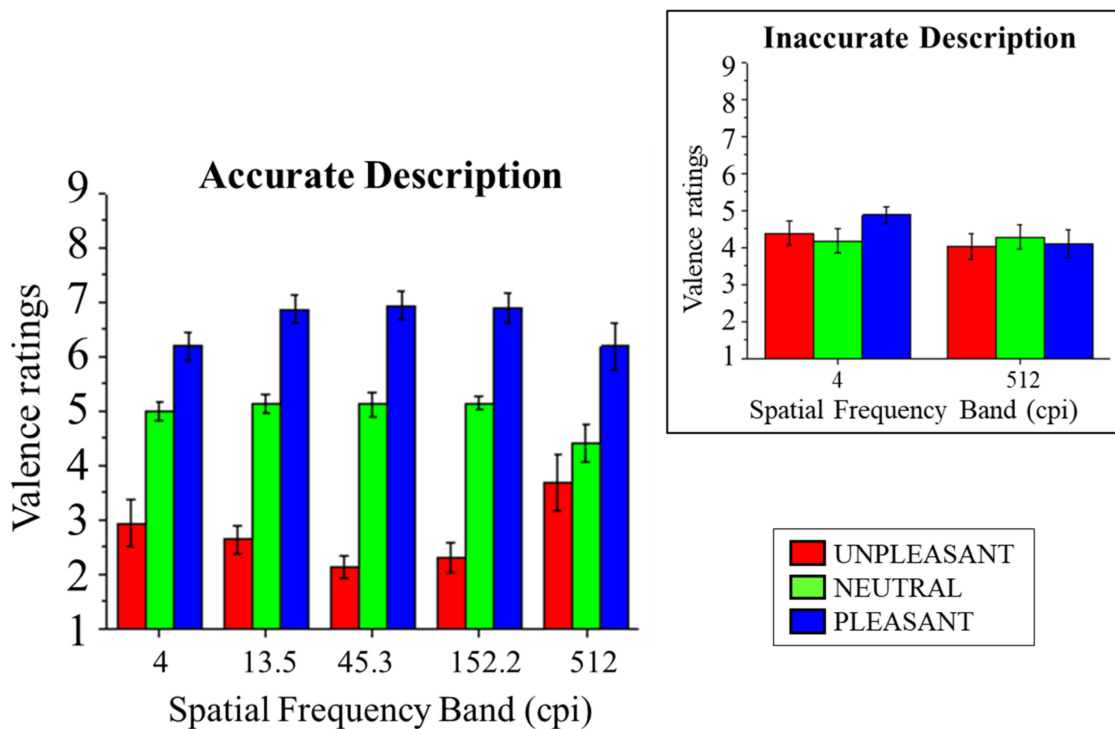 Accurate Description
Valence ratings
9
8
7
6
5
4
3
2
1
4 13.5 45.3 152.2 512
Spatial Frequency Band (cpi)
Inaccurate Description
Valence ratings
9
8
7
6
5
4
3
2
1
4 512
Spatial Frequency Band (cpi)
UNPLEASANT
NEUTRAL
PLEASANT